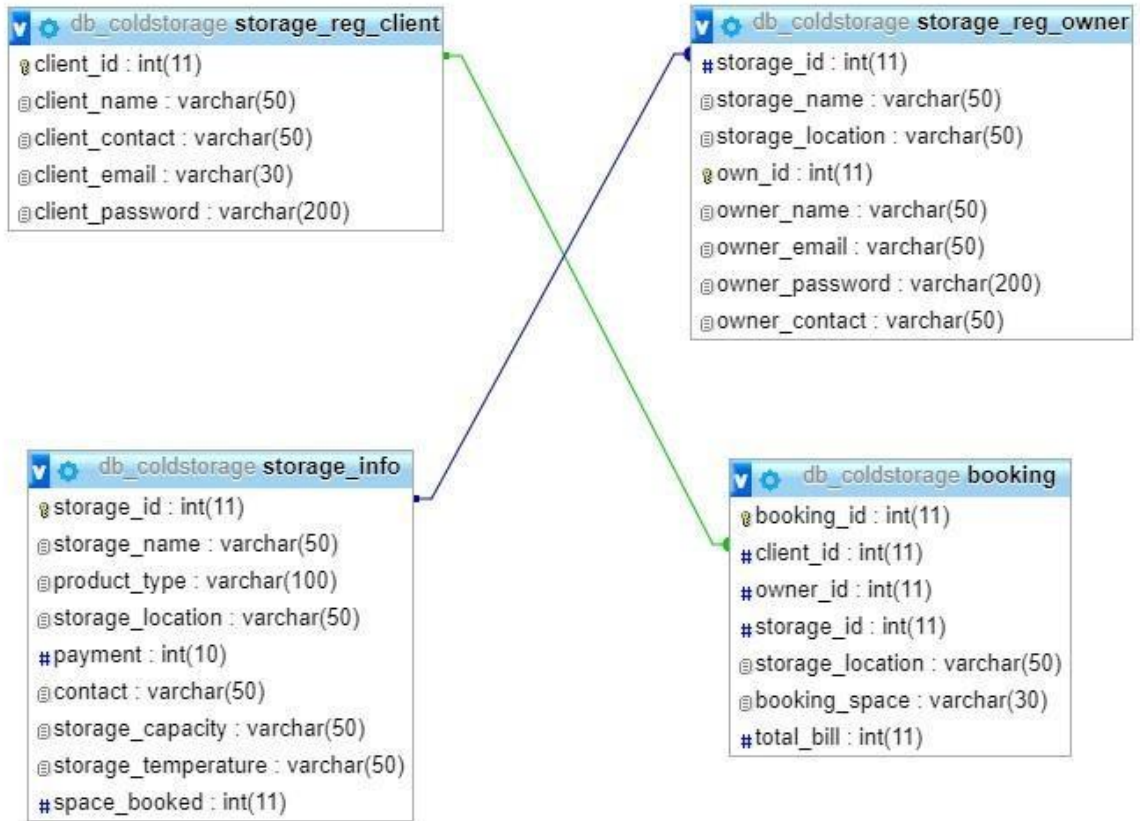 v db_coldstorage storage_reg_client
client_id : int(11)
client_name : varchar(50)
client_contact : varchar(50)
client_email : varchar(30)
client_password : varchar(200)
v db_coldstorage storage_reg_owner
#storage_id : int(11)
storage_name : varchar(50)
storage_location : varchar(50)
own_id : int(11)
owner_name : varchar(50)
owner_email : varchar(50)
owner_password : varchar(200)
owner_contact : varchar(50)
v db_coldstorage storage_info
storage_id : int(11)
storage_name : varchar(50)
product_type : varchar(100)
storage_location : varchar(50)
#payment : int(10)
contact : varchar(50)
storage_capacity : varchar(50)
storage_temperature : varchar(50)
#space_booked : int(11)
v db_coldstorage booking
booking_id : int(11)
#client_id : int(11)
#owner_id : int(11)
#storage_id : int(11)
storage_location : varchar(50)
booking_space : varchar(30)
#total_bill : int(11)